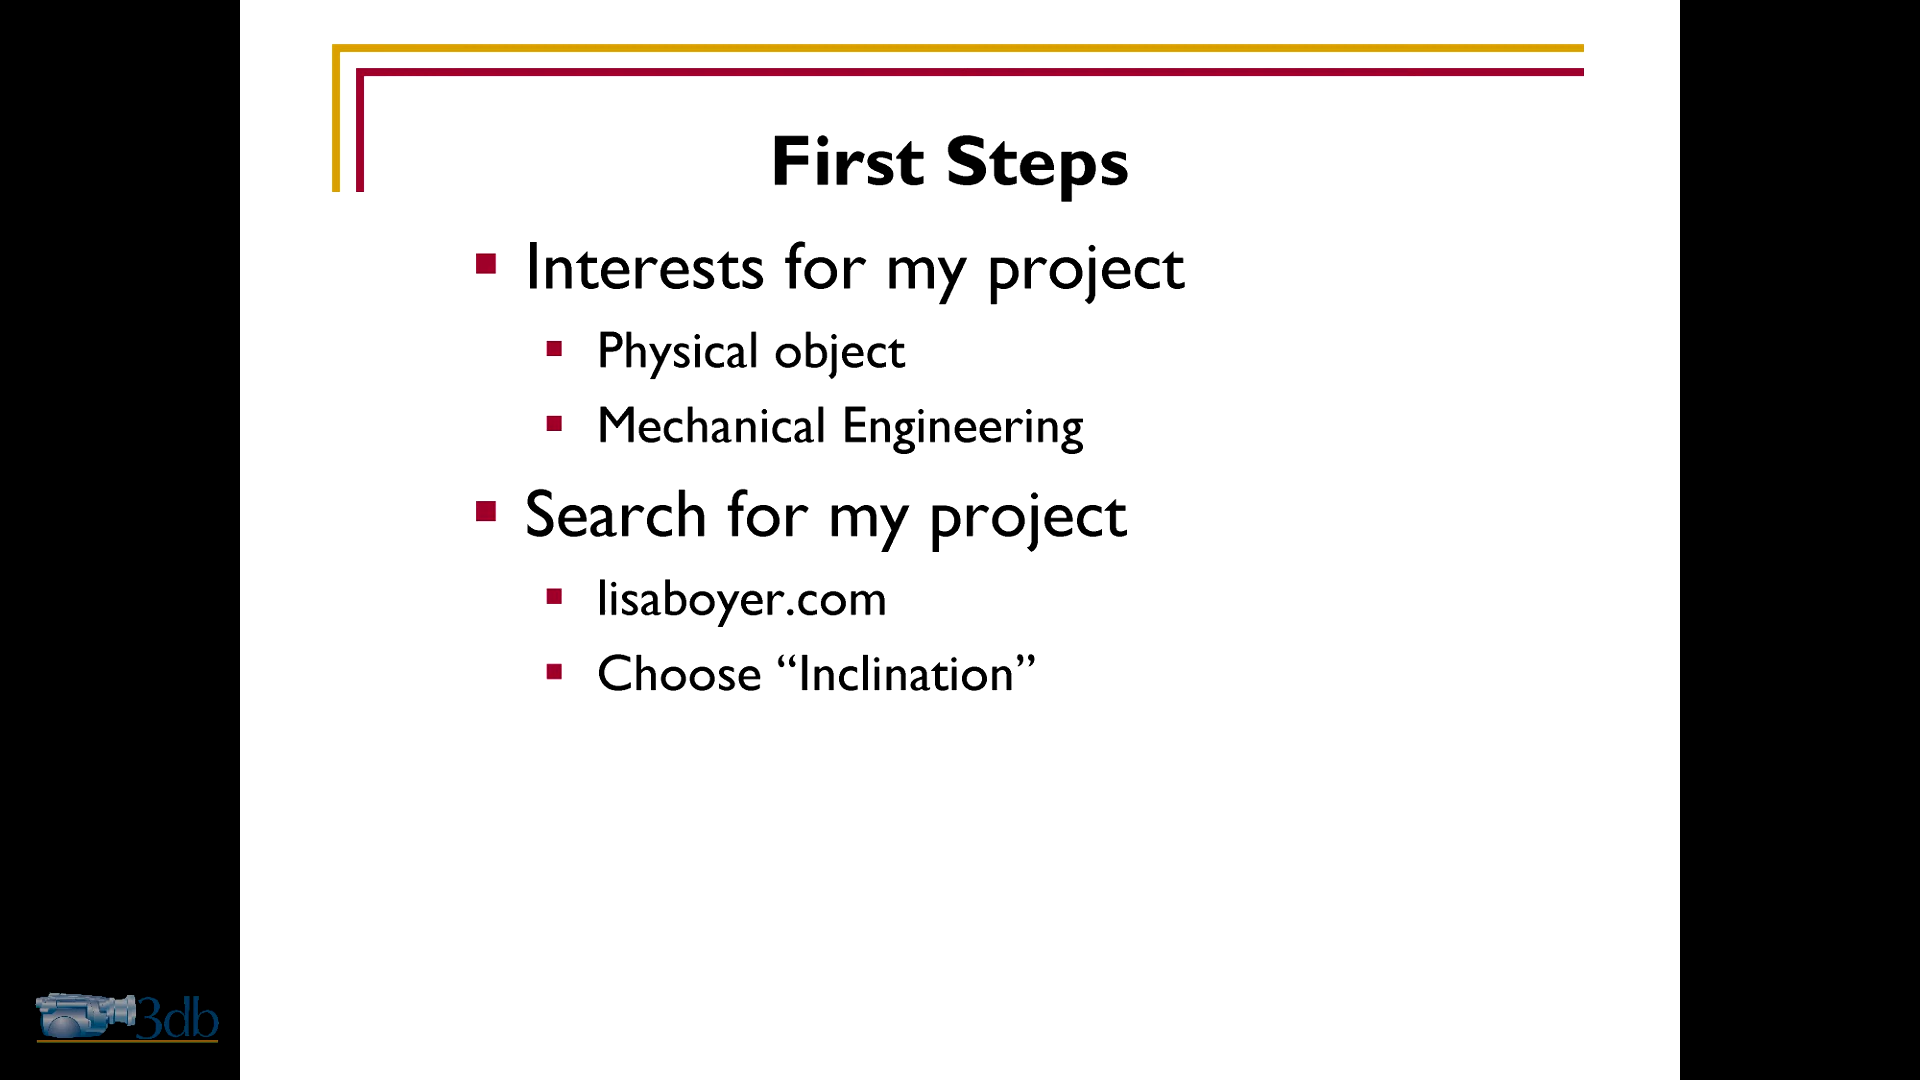 First Steps
Interests for my project
Physical object
Mechanical Engineering
Search for my project
lisaboyer.com
Choose “Inclination”
3db